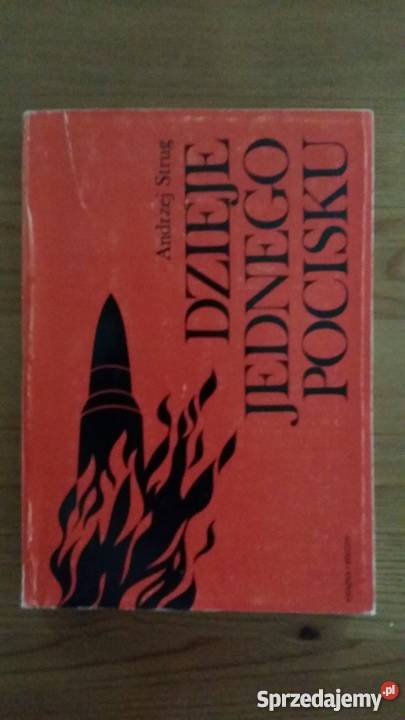 Andrzej Strug
DZIEJE
JEDNEGO
POCISKU
Sprzedajemy.pl